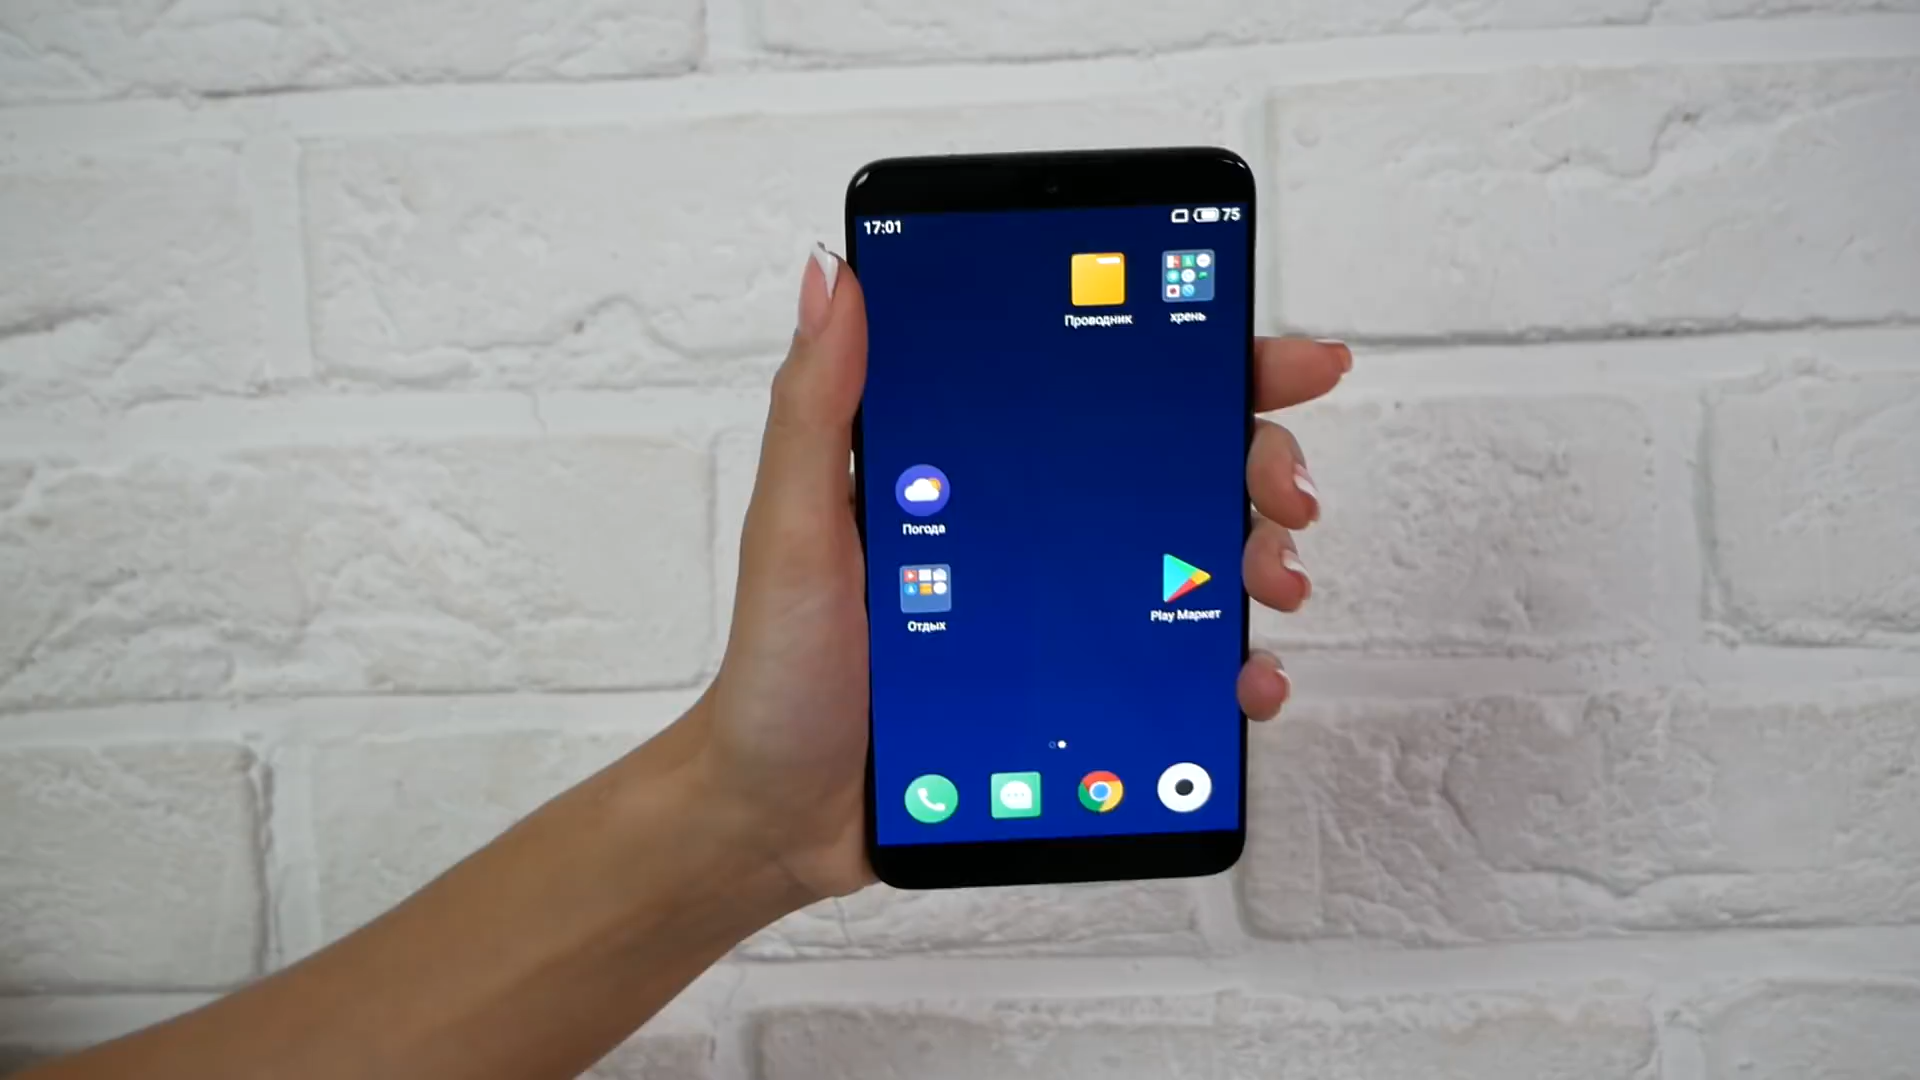 17:01
75
Проводник
хрень
Погода
Отдых
Play Маркет